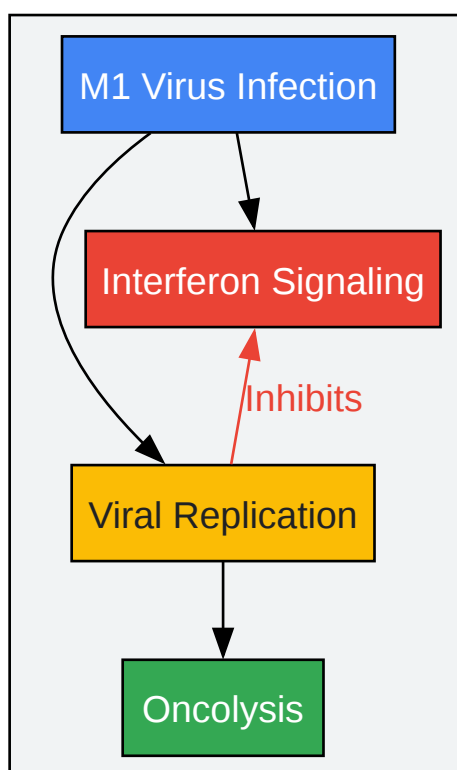 M1 Virus Infection
Interferon Signaling
Inhibits
Viral Replication
Oncolysis